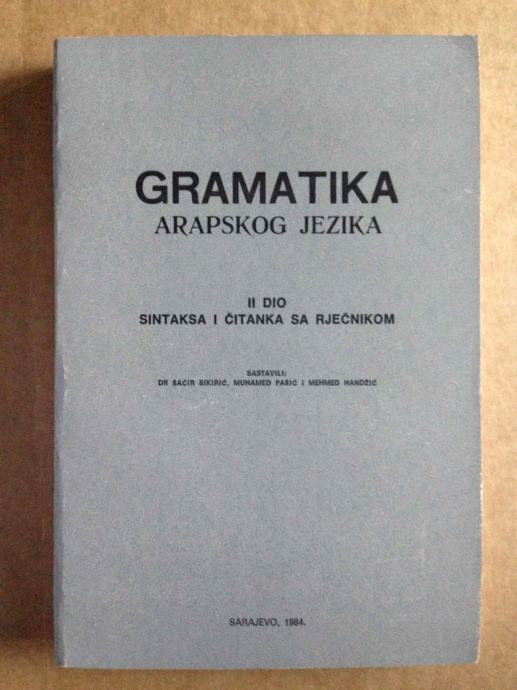 GRAMATIKA
ARAPSKOG JEZIKA
II DIO
SINTAKSA I ČITANKA SA RJEČNIKOM
SASTAVILI:
DR ŠAĆIR SIKIRIĆ, MUHAMED PAŠIĆ I MEHMED HANDŽIĆ
SARAJEVO, 1984.